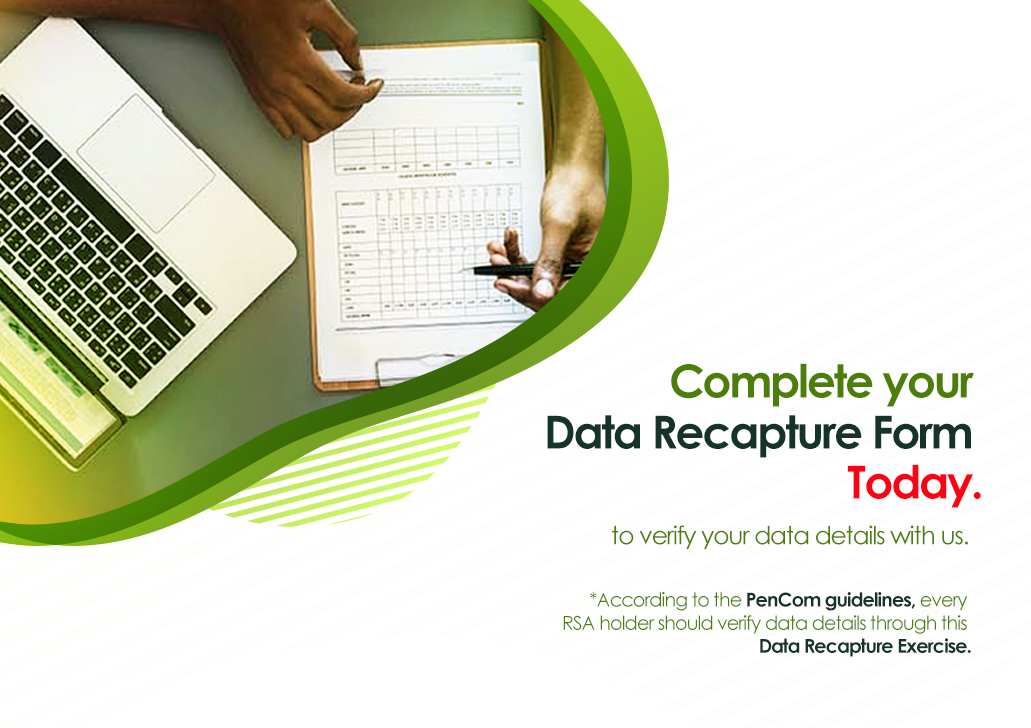 Complete your
Data Recapture Form
Today.
to verify your data details with us.
*According to the PenCom guidelines, every
RSA holder should verify data details through this
Data Recapture Exercise.